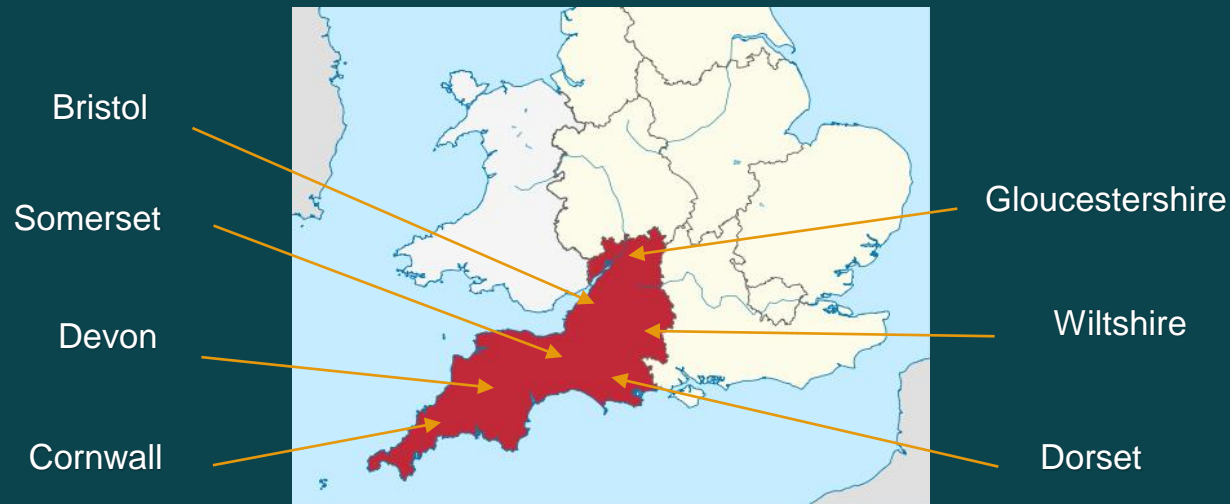 Bristol
Somerset
Devon
Cornwall
Gloucestershire
Wiltshire
Dorset